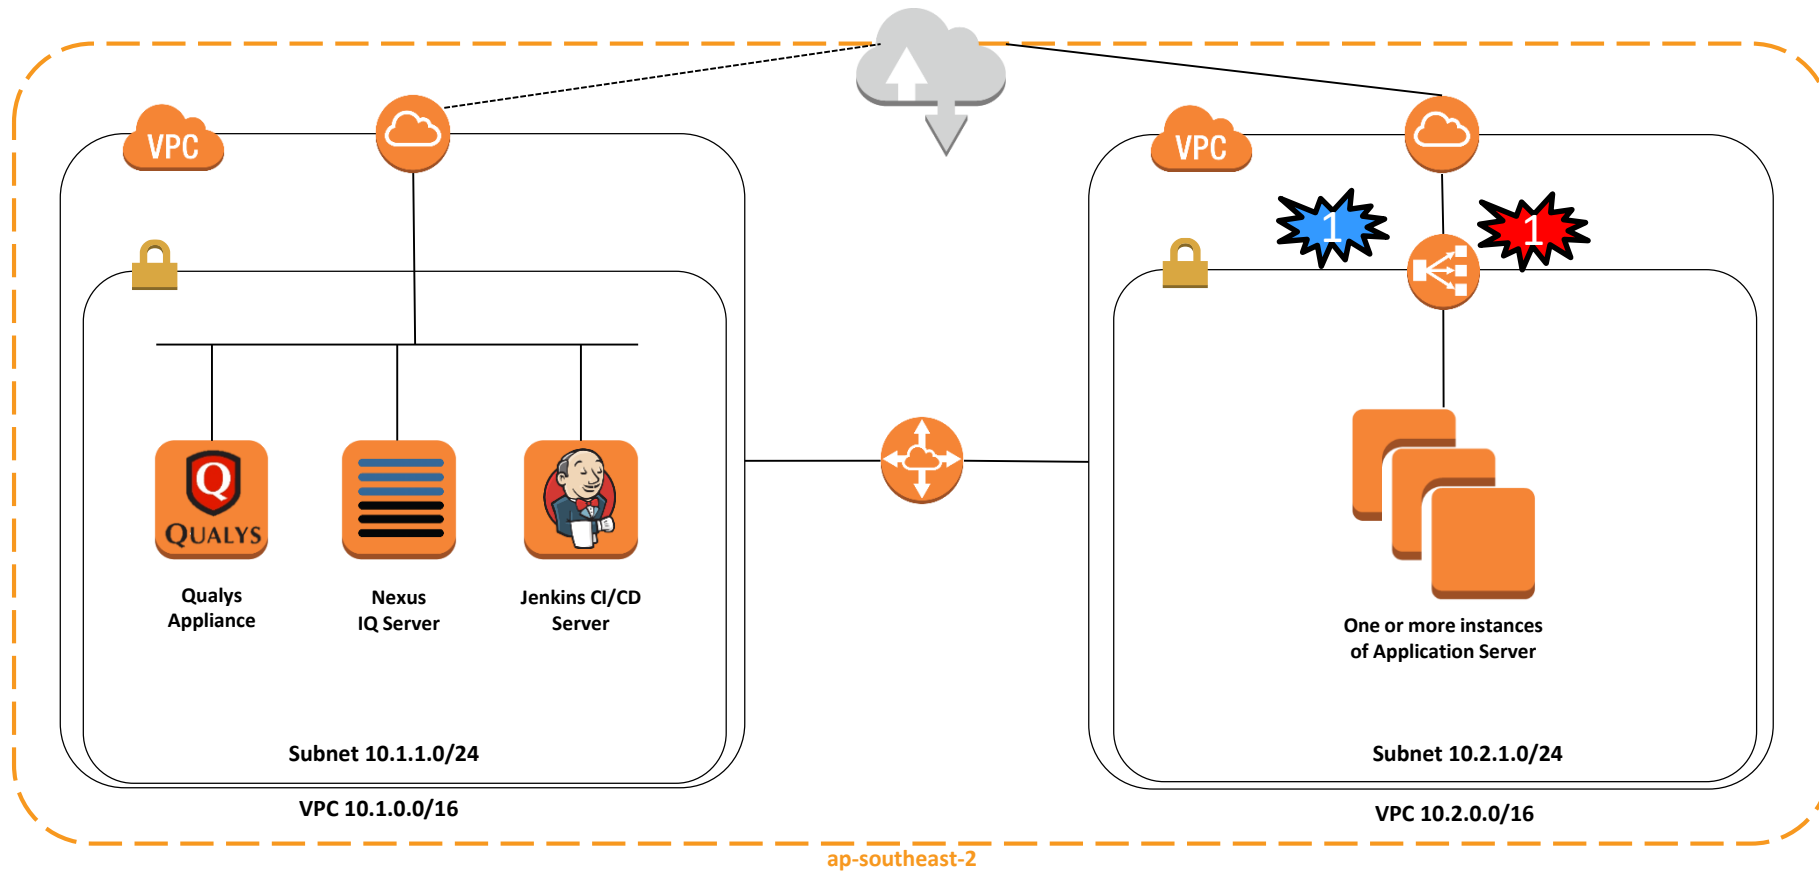 VPC
VPC
1
1
Q
QUALYS
Qualys
Appliance
Nexus
IQ Server
Jenkins CI/CD
Server
One or more instances
of Application Server
Subnet 10.1.1.0/24
Subnet 10.2.1.0/24
VPC 10.1.0.0/16
VPC 10.2.0.0/16
ap-southeast-2